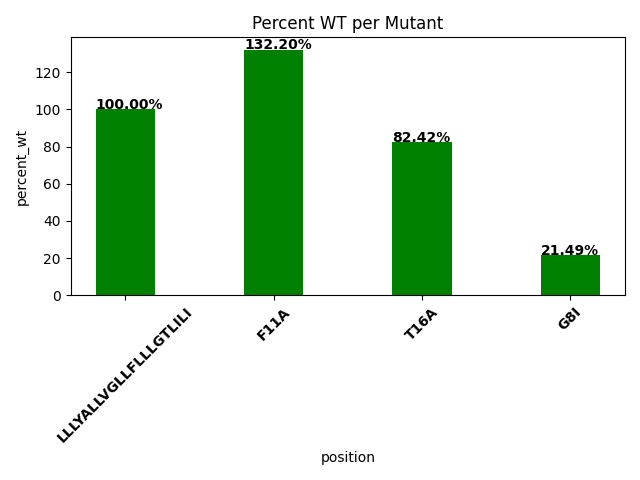 Percent WT per Mutant
percent_wt
0
20
40
60
80
100
120
100.00%
132.20%
82.42%
21.49%
LLLYALLVGLLFLLLGTLILI
F11A
T16A
G8I
position